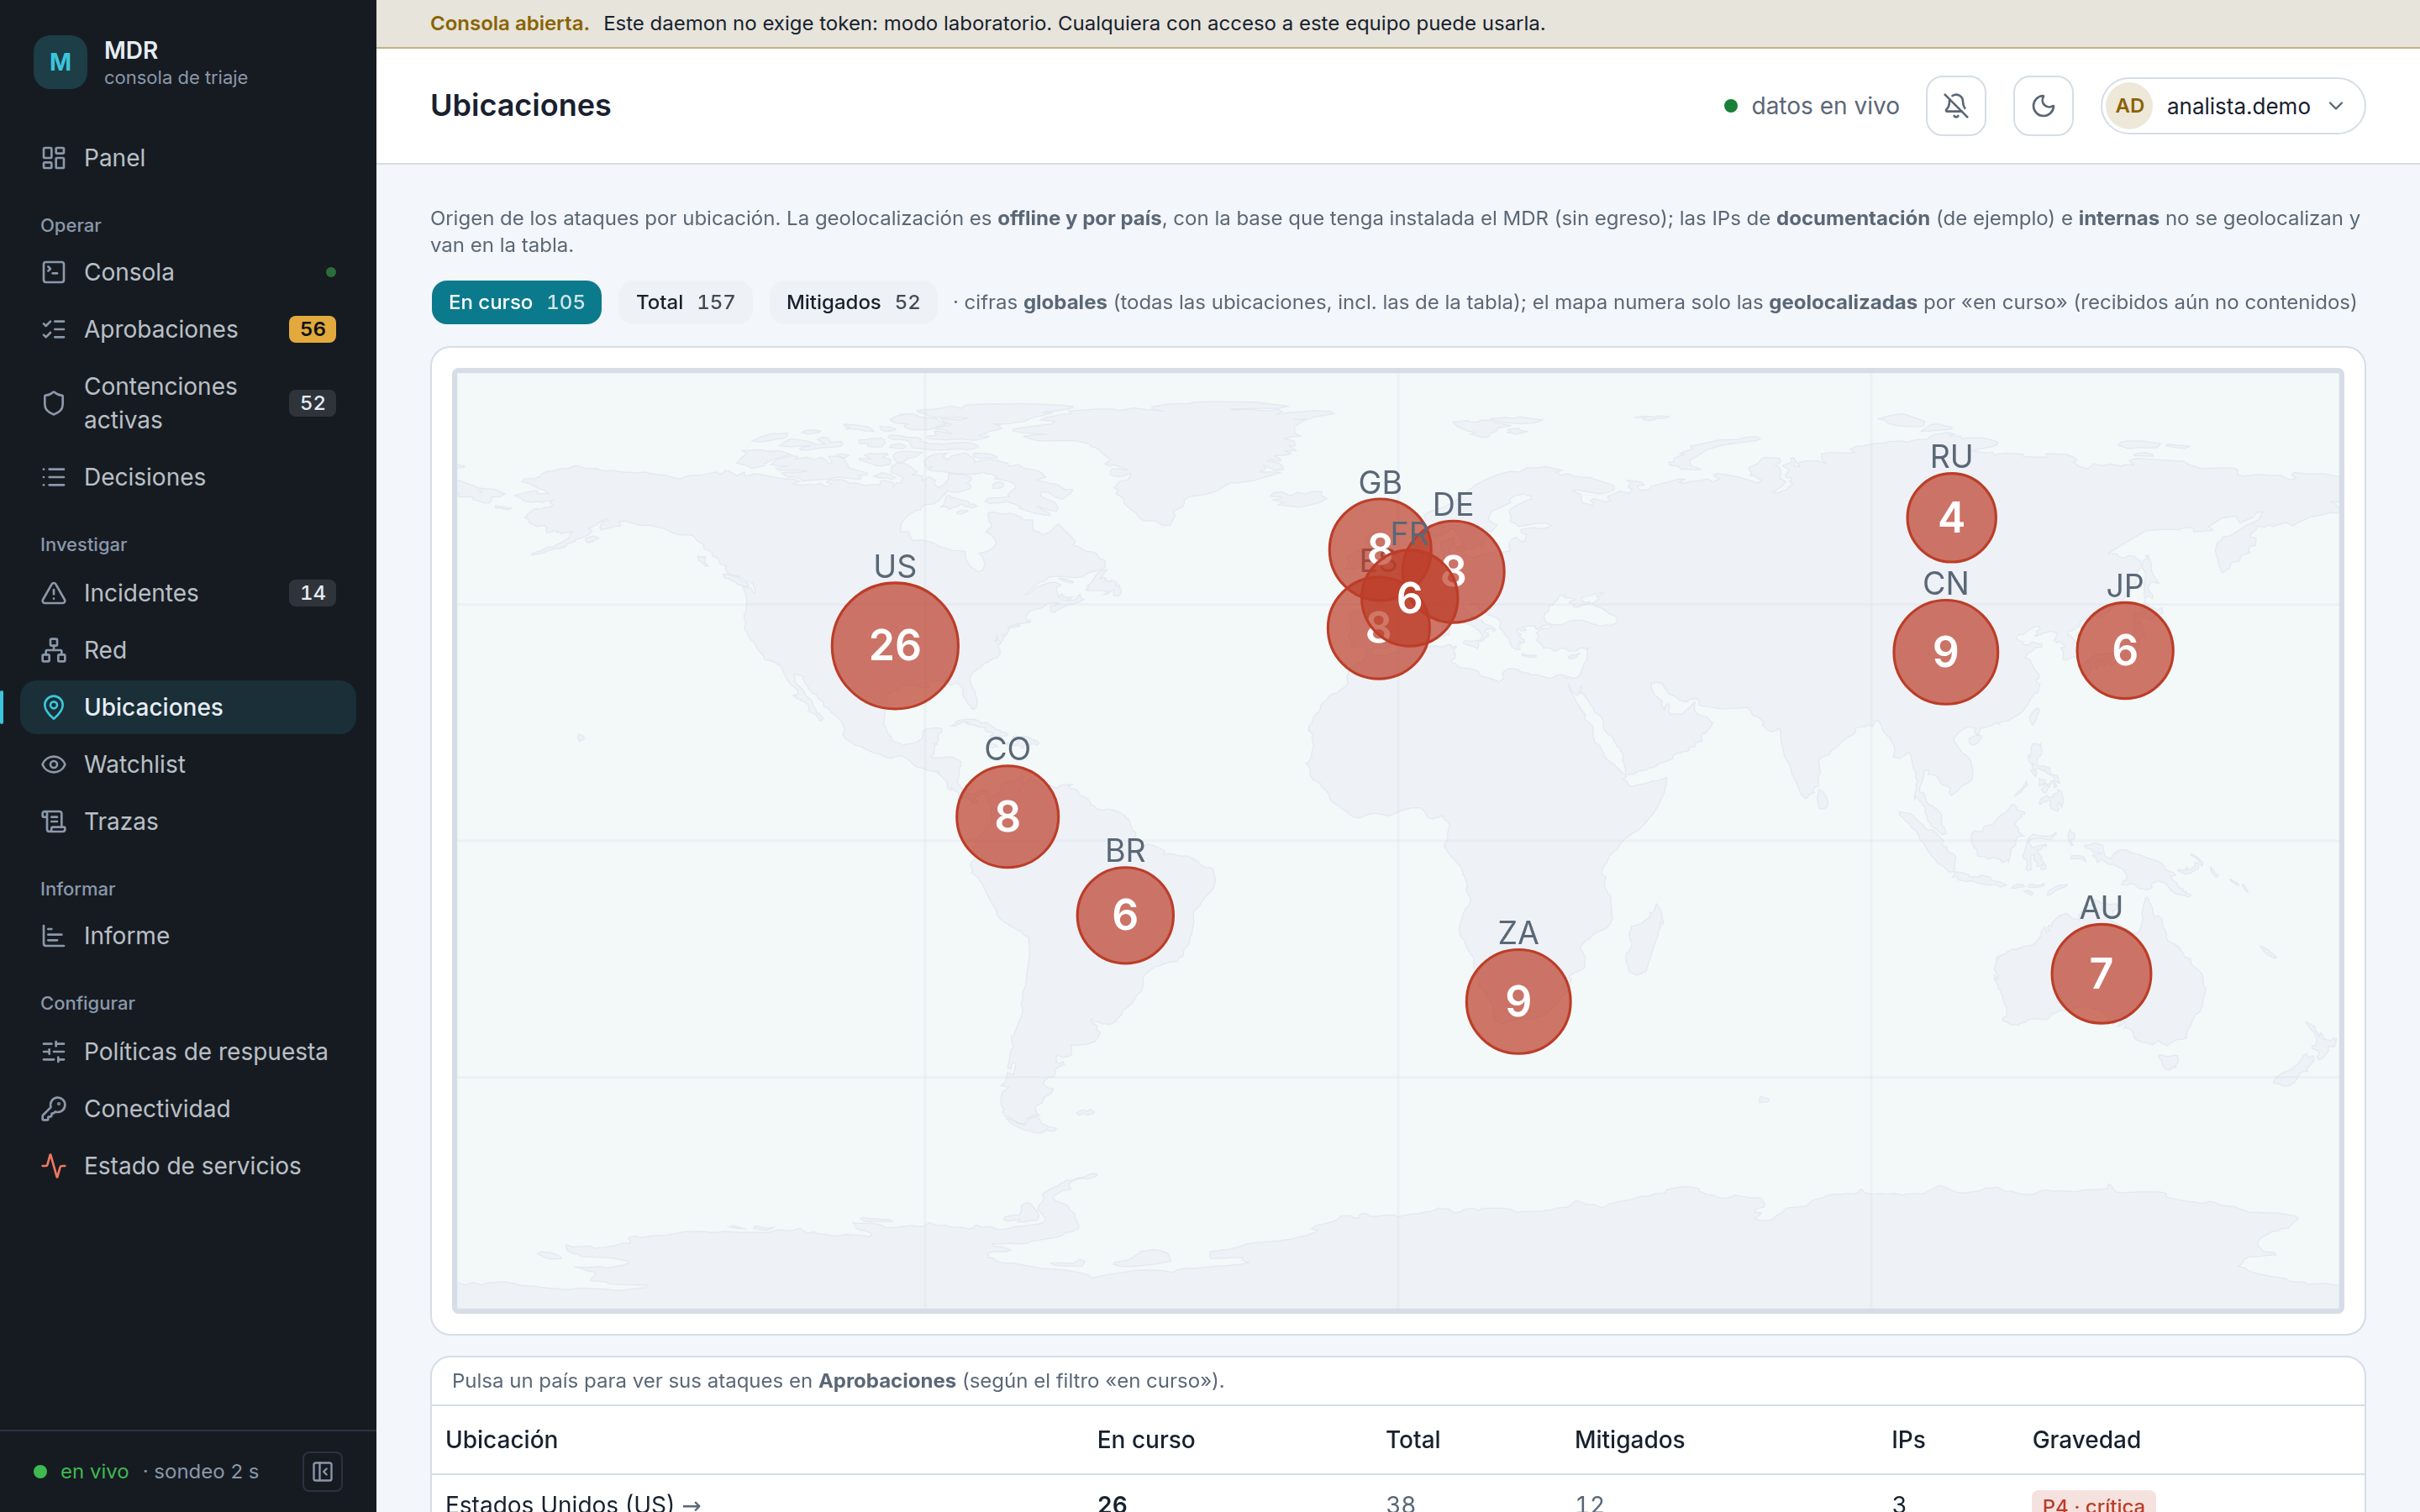 M
MDR
consola de triaje
Panel
Operar
Consola
Aprobaciones 56
Contenciones
activas 52
Decisiones
Investigar
Incidentes 14
Red
Ubicaciones
Watchlist
Trazas
Informar
Informe
Configurar
Políticas de respuesta
Conectividad
Estado de servicios
en vivo · sondeo 2 s
Consola abierta. Este daemon no exige token: modo laboratorio. Cualquiera con acceso a este equipo puede usarla.
Ubicaciones
datos en vivo
AD analista.demo
Origen de los ataques por ubicación. La geolocalización es offline y por país, con la base que tenga instalada el MDR (sin egreso); las IPs de documentación (de ejemplo) e internas no se geolocalizan y
van en la tabla.
En curso 105 Total 157 Mitigados 52 · cifras globales (todas las ubicaciones, incl. las de la tabla); el mapa numera solo las geolocalizadas por «en curso» (recibidos aún no contenidos)
RU
4
GB
8
DE
8
FR
6
ES
8
US
26
CN
9
JP
6
CO
8
BR
6
ZA
9
AU
7
Pulsa un país para ver sus ataques en Aprobaciones (según el filtro «en curso»).
Ubicación En curso Total Mitigados IPs Gravedad
Estados Unidos (US) → 26 38 12 3 P4 · crítica